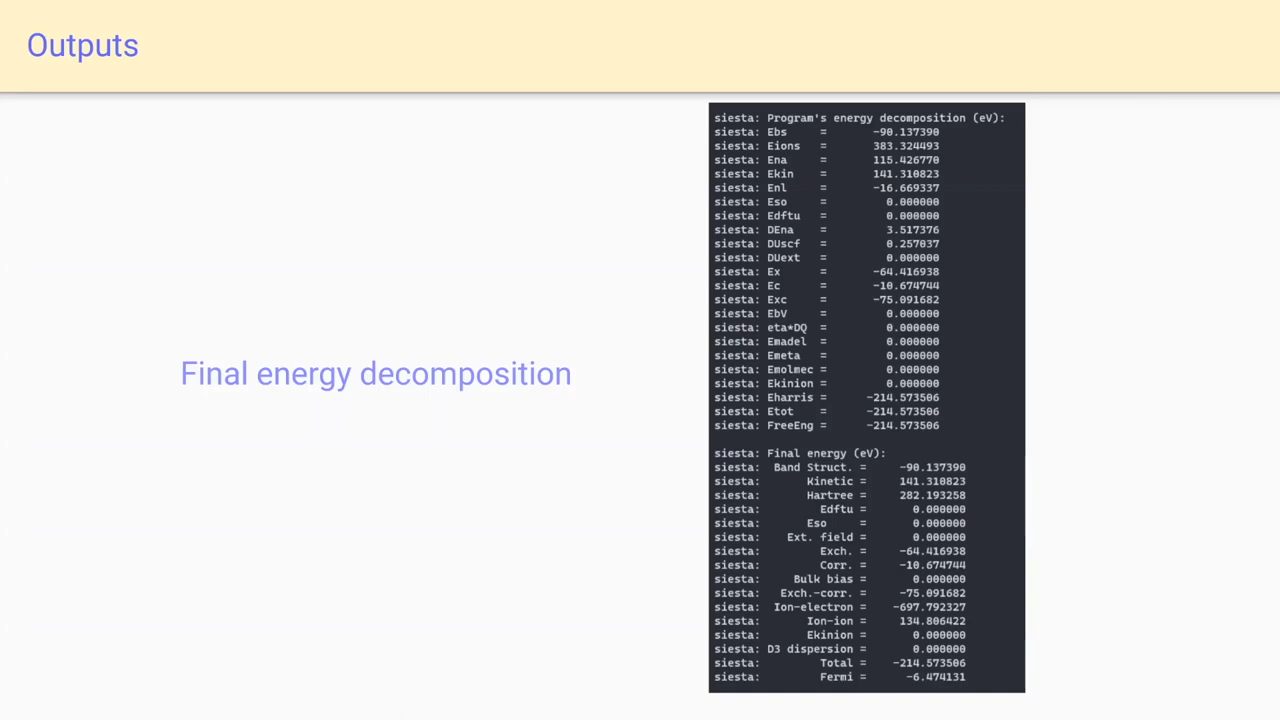 Outputs
Final energy decomposition
siesta: Program's energy decomposition (eV):
siesta: Ebs     =       -90.137390
siesta: Eions   =       383.324493
siesta: Ena     =       115.426770
siesta: Ekin    =       141.310823
siesta: Enl     =       -16.669337
siesta: Eso     =         0.000000
siesta: Edftu   =         0.000000
siesta: DEna    =         3.517376
siesta: DUscf   =         0.257037
siesta: DUext   =         0.000000
siesta: Ex      =       -64.416938
siesta: Ec      =       -10.674744
siesta: Exc     =       -75.091682
siesta: EbV     =         0.000000
siesta: eta*DQ  =         0.000000
siesta: Emadel  =         0.000000
siesta: Emeta   =         0.000000
siesta: Emolmec =         0.000000
siesta: Ekinion =         0.000000
siesta: Eharris =      -214.573506
siesta: Etot    =      -214.573506
siesta: FreeEng =      -214.573506
siesta: Final energy (eV):
siesta:  Band Struct. =     -90.137390
siesta:       Kinetic =     141.310823
siesta:       Hartree =     282.193258
siesta:         Edftu =       0.000000
siesta:       Eso     =       0.000000
siesta:    Ext. field =       0.000000
siesta:         Exch. =     -64.416938
siesta:         Corr. =     -10.674744
siesta:     Bulk bias =       0.000000
siesta:   Exch.-corr. =     -75.091682
siesta:  Ion-electron =    -697.792327
siesta:       Ion-ion =     134.806422
siesta:       Ekinion =       0.000000
siesta: D3 dispersion =       0.000000
siesta:         Total =    -214.573506
siesta:         Fermi =      -6.474131